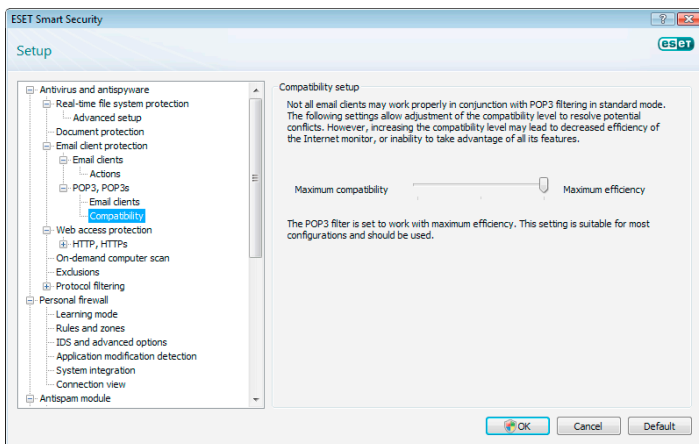 ESET Smart Security
Setup
eset
Antivirus and antispyware
Real-time file system protection
Advanced setup
Document protection
Email client protection
Email clients
Actions
POP3, POP3s
Email clients
Compatibility
Web access protection
HTTP, HTTPs
On-demand computer scan
Exclusions
Protocol filtering
Personal firewall
Learning mode
Rules and zones
IDS and advanced options
Application modification detection
System integration
Connection view
Antispam module
Compatibility setup
Not all email clients may work properly in conjunction with POP3 filtering in standard mode.
The following settings allow adjustment of the compatibility level to resolve potential
conflicts. However, increasing the compatibility level may lead to decreased efficiency of
the Internet monitor, or inability to take advantage of all its features.
Maximum compatibility
Maximum efficiency
The POP3 filter is set to work with maximum efficiency. This setting is suitable for most
configurations and should be used.
OK
Cancel
Default